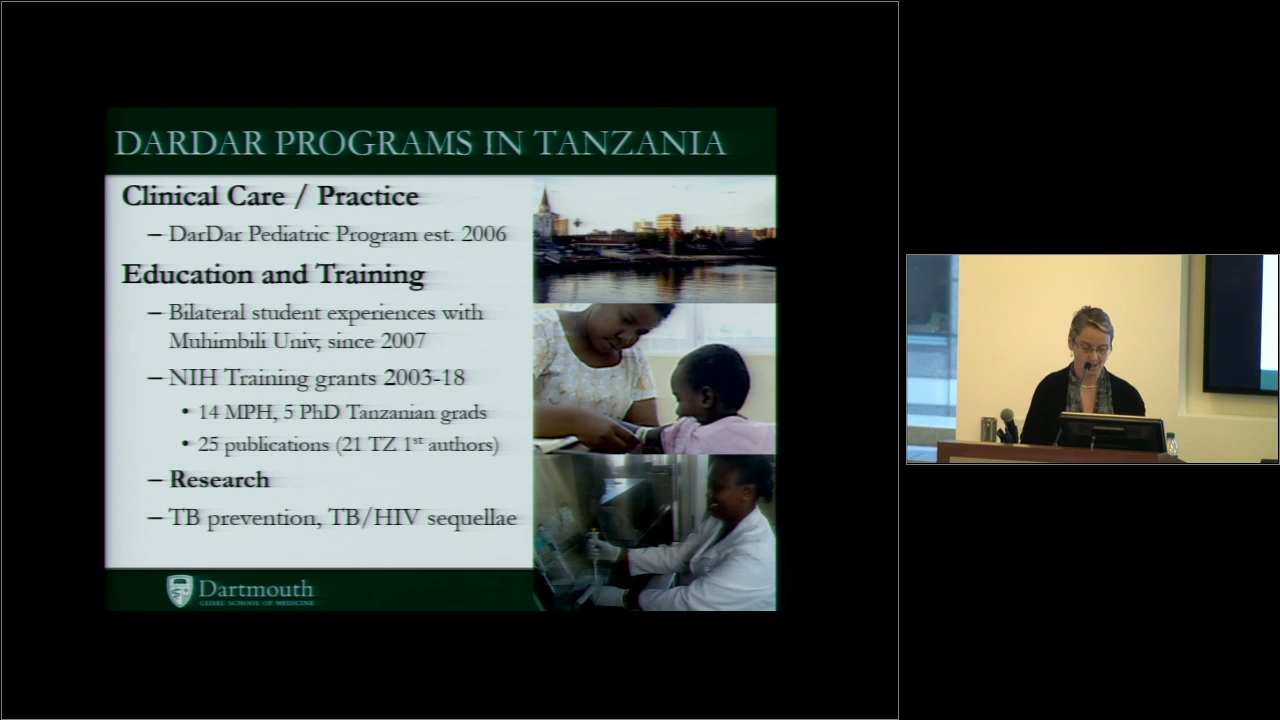 DARDAR PROGRAMS IN TANZANIA
Clinical Care / Practice
– DarDar Pediatric Program est. 2006
Education and Training
– Bilateral student experiences with
Muhimbili Univ, since 2007
– NIH Training grants 2003-18
• 14 MPH, 5 PhD Tanzanian grads
• 25 publications (21 TZ 1st authors)
– Research
– TB prevention, TB/HIV sequellae
Dartmouth
GEISEL SCHOOL OF MEDICINE